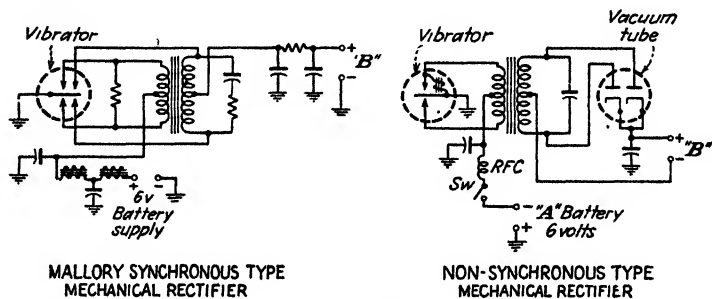 Vibrator
+
"B"
-
+ -
6v
Battery
supply
MALLORY SYNCHRONOUS TYPE
MECHANICAL RECTIFIER
Vibrator
Vacuum
tube
RFC
Sw
+
"B"
-
- "A" Battery
+ 6 volts
NON-SYNCHRONOUS TYPE
MECHANICAL RECTIFIER